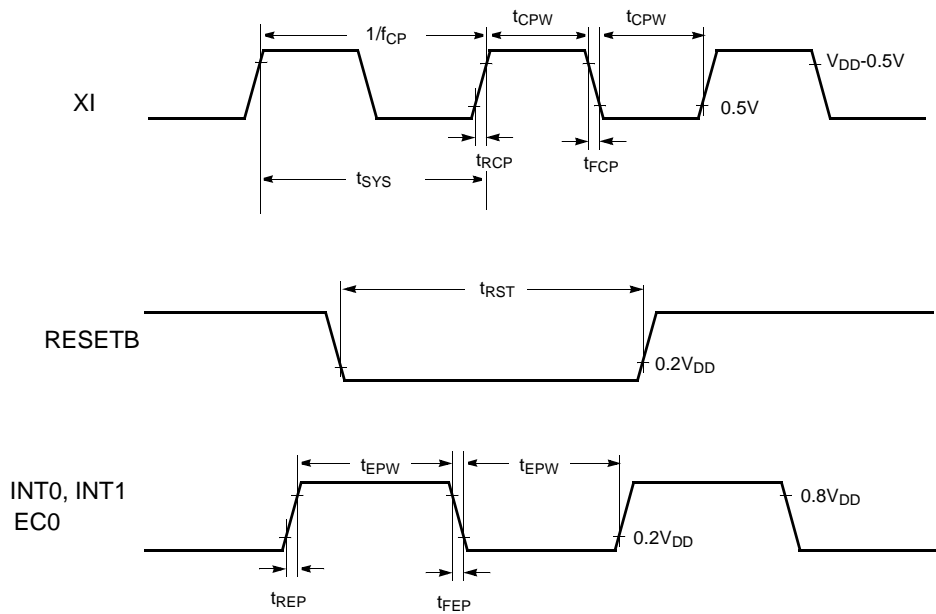 1/fCP tCPW tCPW
VDD-0.5V
XI
0.5V
tRCP tFCP
tSYS
tRST
RESETB
0.2VDD
tEPW tEPW
INT0, INT1
EC0
0.8VDD
0.2VDD
tREP tFEP